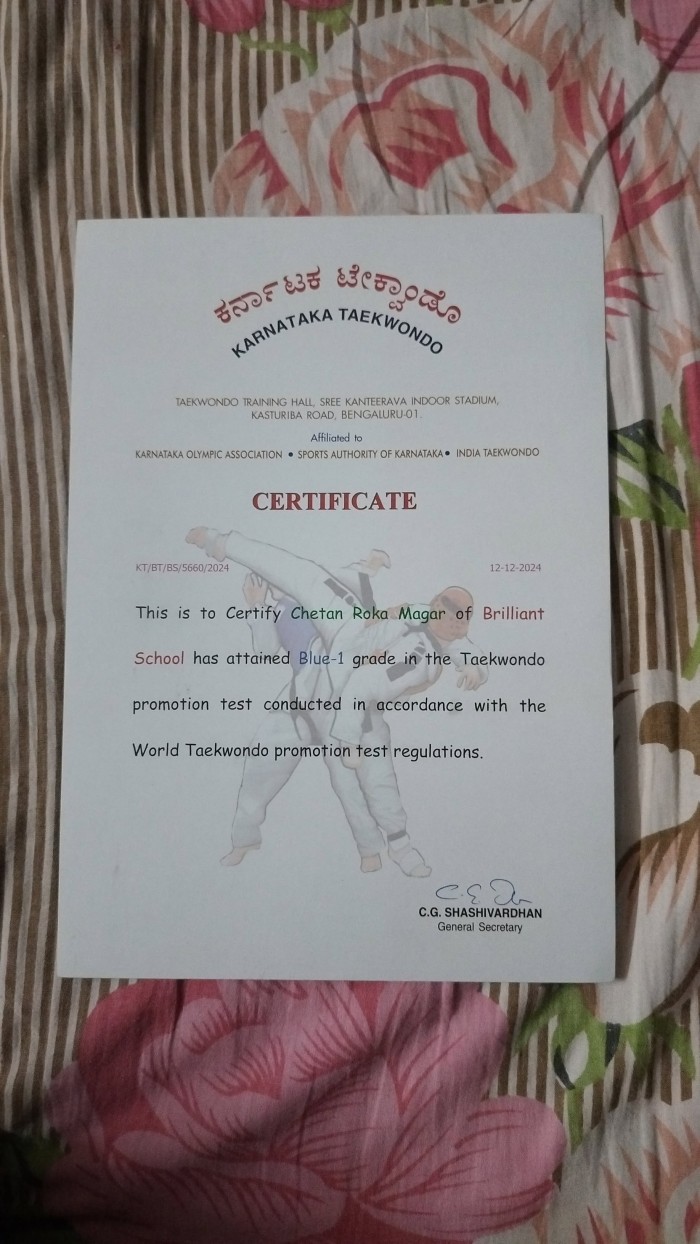 ಕರ್ನಾಟಕ ಟೇಕ್ವಾಂಡೊ
KARNATAKA TAEKWONDO
TAEKWONDO TRAINING HALL, SREE KANTEERAVA INDOOR STADIUM,
KASTURIBA ROAD, BENGALURU-01.
Affiliated to
KARNATAKA OLYMPIC ASSOCIATION • SPORTS AUTHORITY OF KARNATAKA • INDIA TAEKWONDO
CERTIFICATE
KT/BT/BS/5660/2024 12-12-2024
This is to Certify Chetan Roka Magar of Brilliant
School has attained Blue-1 grade in the Taekwondo
promotion test conducted in accordance with the
World Taekwondo promotion test regulations.
C.G. SHASHIVARDHAN
General Secretary